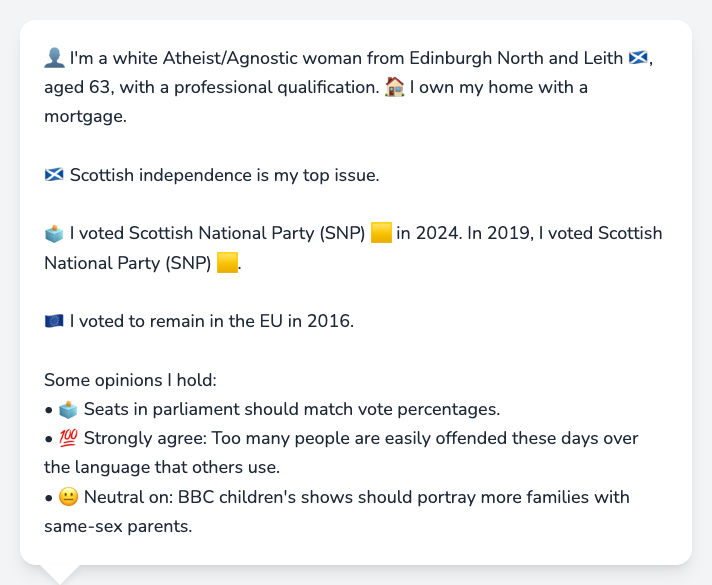 👤 I'm a white Atheist/Agnostic woman from Edinburgh North and Leith 🏴󠁧󠁢󠁳󠁣󠁴󠁿,
aged 63, with a professional qualification. 🏠 I own my home with a
mortgage.
🏴󠁧󠁢󠁳󠁣󠁴󠁿 Scottish independence is my top issue.
🗳️ I voted Scottish National Party (SNP) 🟨 in 2024. In 2019, I voted Scottish
National Party (SNP) 🟨.
🇪🇺 I voted to remain in the EU in 2016.
Some opinions I hold:
• 🗳️ Seats in parliament should match vote percentages.
• 💯 Strongly agree: Too many people are easily offended these days over
the language that others use.
• 😐 Neutral on: BBC children's shows should portray more families with
same-sex parents.